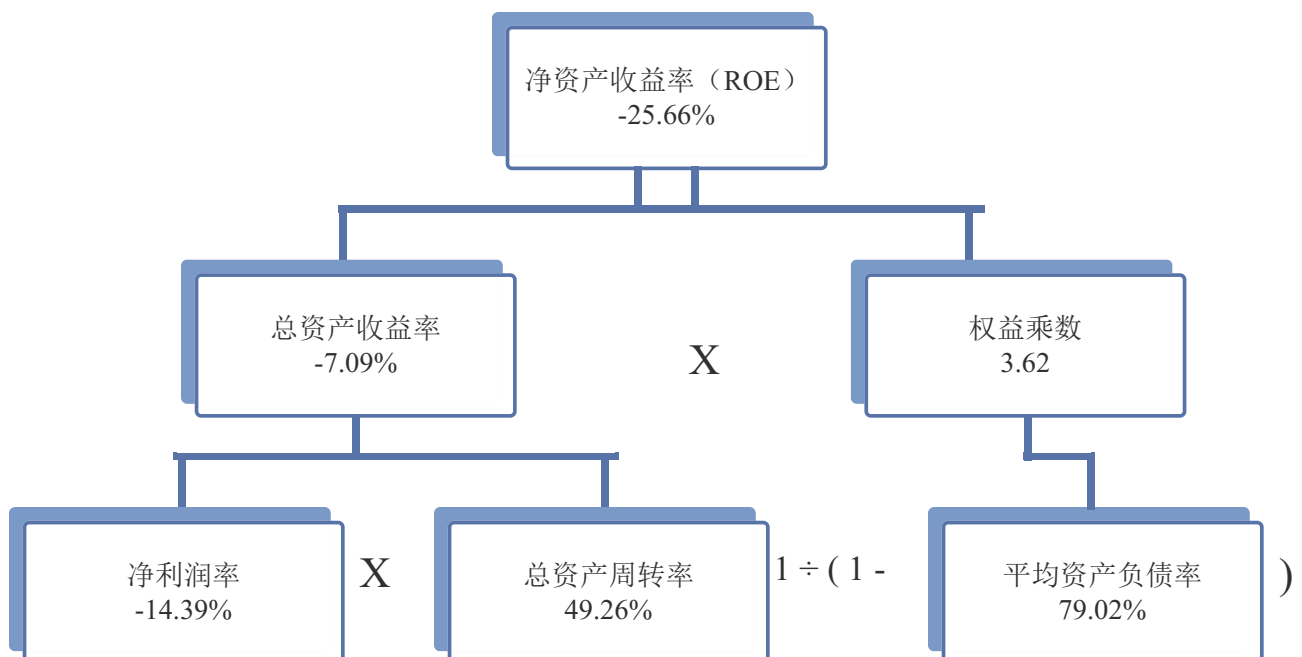 净资产收益率（ROE）
-25.66%
总资产收益率
-7.09%
X
权益乘数
3.62
净利润率
-14.39%
X
总资产周转率
49.26%
1 ÷ ( 1 -
平均资产负债率
79.02%
)